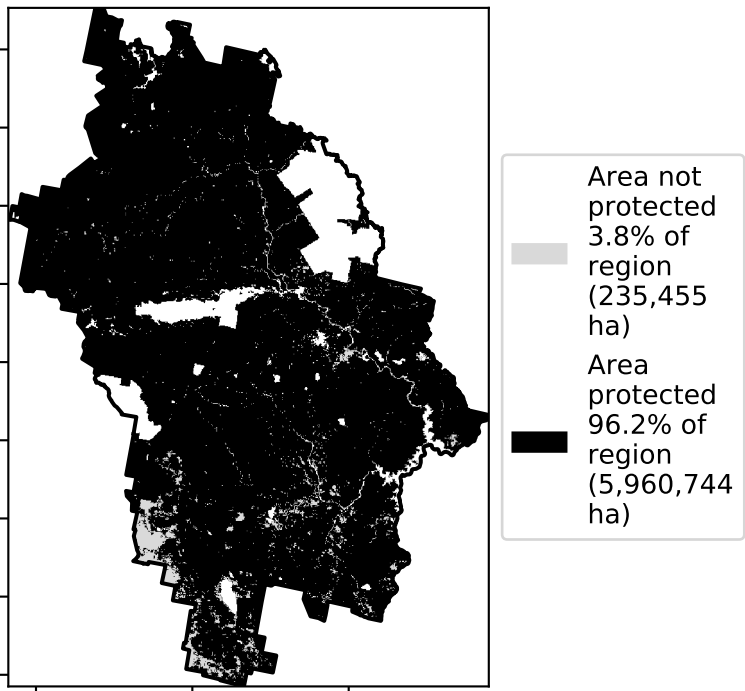 Area not
protected
3.8% of
region
(235,455
ha)
Area
protected
96.2% of
region
(5,960,744
ha)